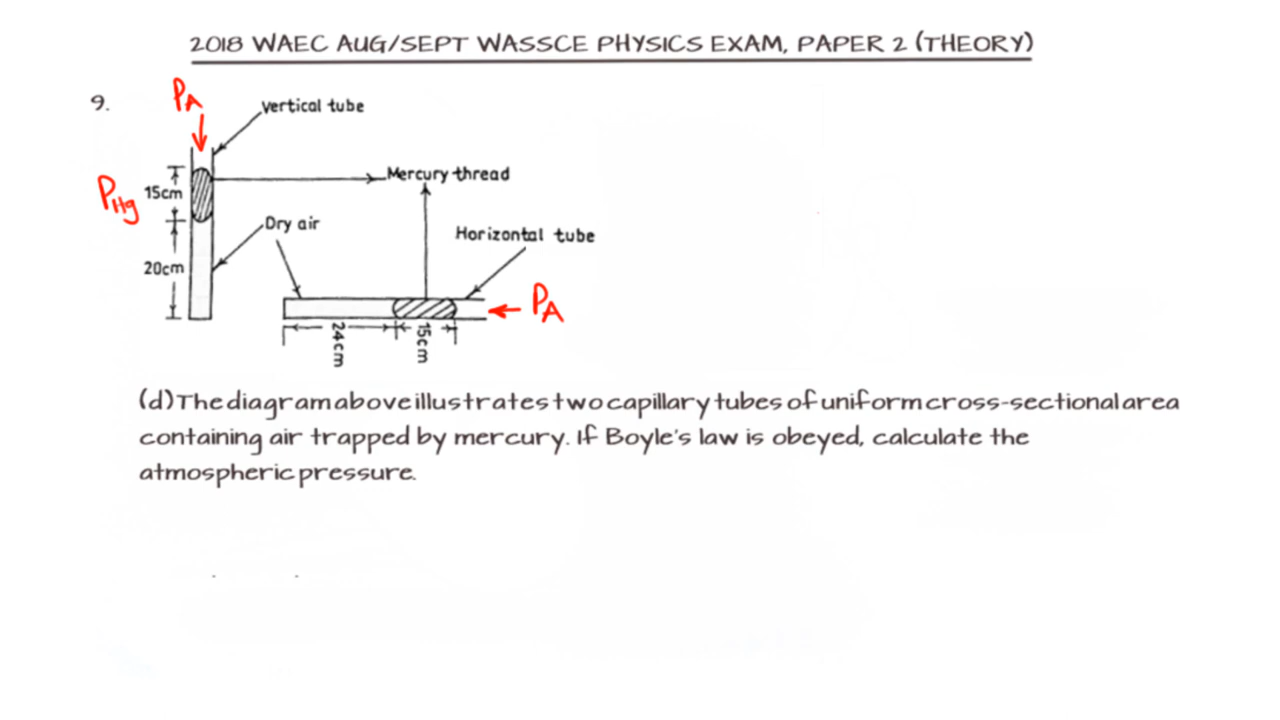 2018 WAEC AUG/SEPT WASSCE PHYSICS EXAM, PAPER 2 (THEORY)
9.
PA
Vertical tube
Mercury thread
PHg
15cm
Dry air
Horizontal tube
20cm
PA
24cm
15cm
(d) The diagram above illustrates two capillary tubes of uniform cross-sectional area
containing air trapped by mercury. If Boyle's law is obeyed, calculate the
atmospheric pressure.